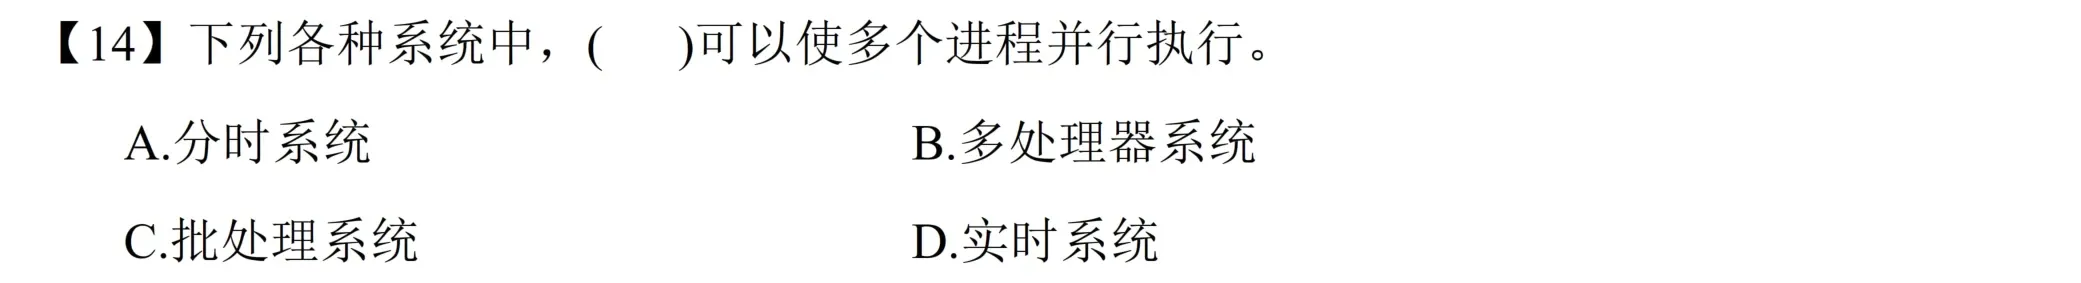 【14】下列各种系统中，(　　)可以使多个进程并行执行。
A.分时系统　　B.多处理器系统
C.批处理系统　　D.实时系统